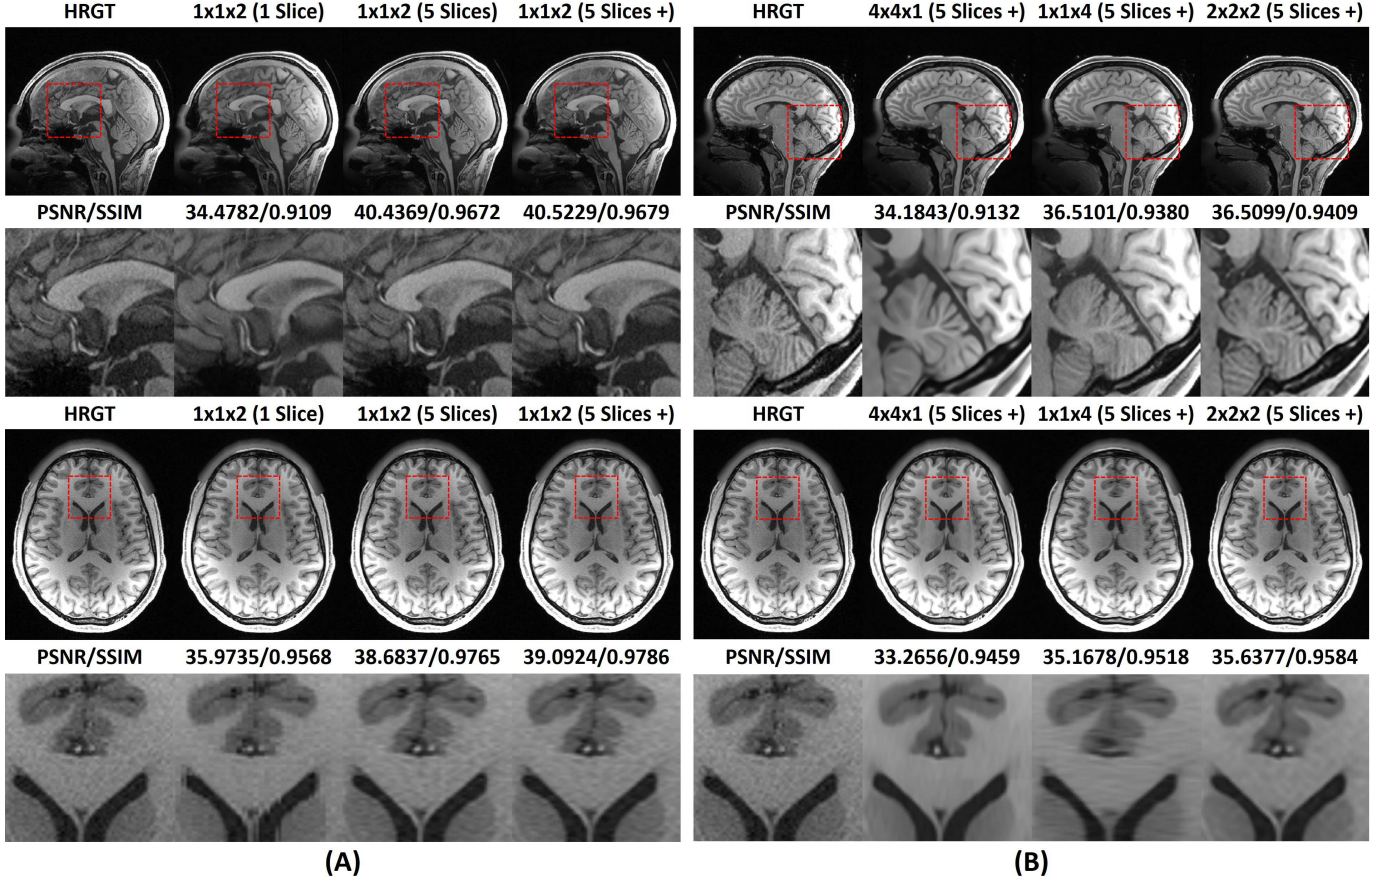 HRGT 1x1x2 (1 Slice) 1x1x2 (5 Slices) 1x1x2 (5 Slices +) HRGT 4x4x1 (5 Slices +) 1x1x4 (5 Slices +) 2x2x2 (5 Slices +)
PSNR/SSIM 34.4782/0.9109 40.4369/0.9672 40.5229/0.9679 PSNR/SSIM 34.1843/0.9132 36.5101/0.9380 36.5099/0.9409
HRGT 1x1x2 (1 Slice) 1x1x2 (5 Slices) 1x1x2 (5 Slices +) HRGT 4x4x1 (5 Slices +) 1x1x4 (5 Slices +) 2x2x2 (5 Slices +)
PSNR/SSIM 35.9735/0.9568 38.6837/0.9765 39.0924/0.9786 PSNR/SSIM 33.2656/0.9459 35.1678/0.9518 35.6377/0.9584
(A) (B)